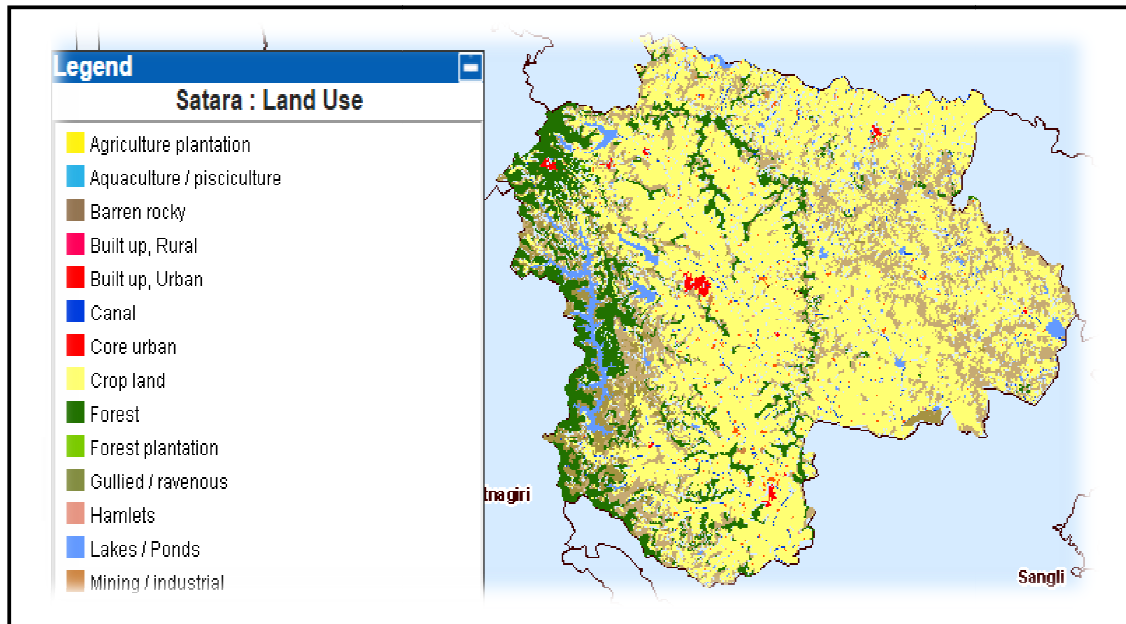 Legend
Satara : Land Use
Agriculture plantation
Aquaculture / pisciculture
Barren rocky
Built up, Rural
Built up, Urban
Canal
Core urban
Crop land
Forest
Forest plantation
Gullied / ravenous
Hamlets
Lakes / Ponds
Mining / industrial
tnagiri
Sangli